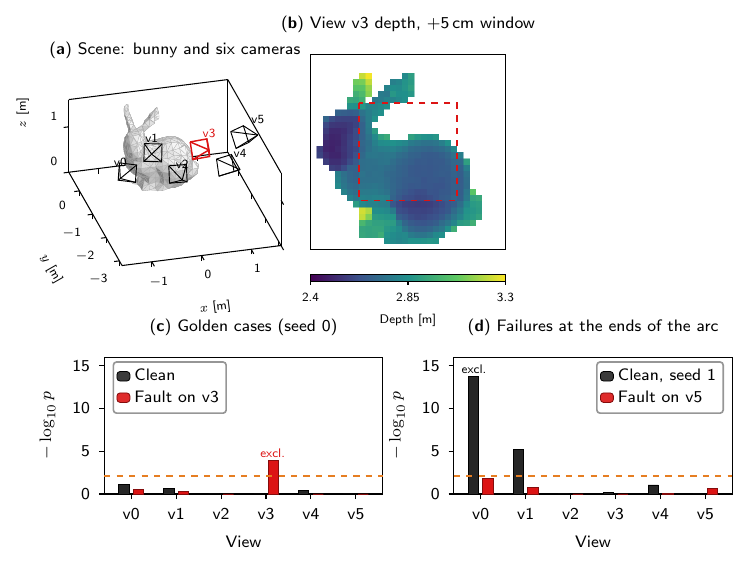 (b) View v3 depth, +5 cm window
(a) Scene: bunny and six cameras
z [m]
1
0
v0
v1
v2
v3
v4
v5
0
−1
−2
−3
y [m]
−1
0
1
x [m]
2.4
2.85
3.3
Depth [m]
(c) Golden cases (seed 0)
Clean
Fault on v3
excl.
15
10
5
0
− log10 p
v0
v1
v2
v3
v4
v5
View
(d) Failures at the ends of the arc
excl.
Clean, seed 1
Fault on v5
15
10
5
0
− log10 p
v0
v1
v2
v3
v4
v5
View